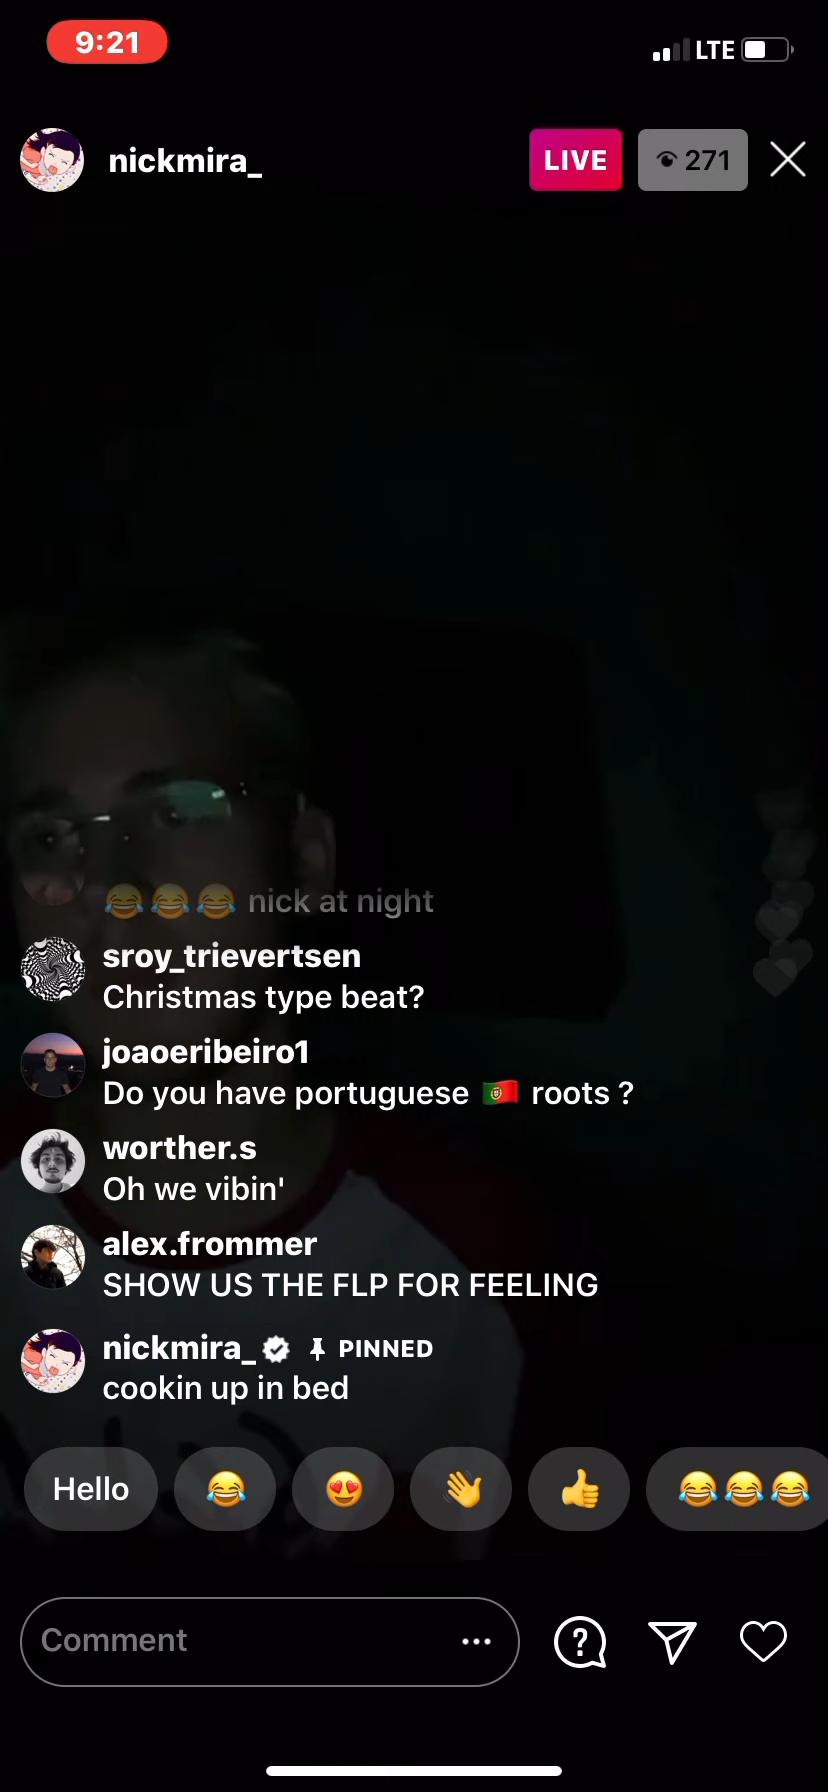 9:21
LTE
nickmira_
LIVE
271
😂😂😂 nick at night
sroy_trievertsen
Christmas type beat?
joaoeribeiro1
Do you have portuguese 🇵🇹 roots ?
worther.s
Oh we vibin'
alex.frommer
SHOW US THE FLP FOR FEELING
nickmira_ PINNED
cookin up in bed
Hello 😂 😍 👋 👍 😂😂😂
Comment